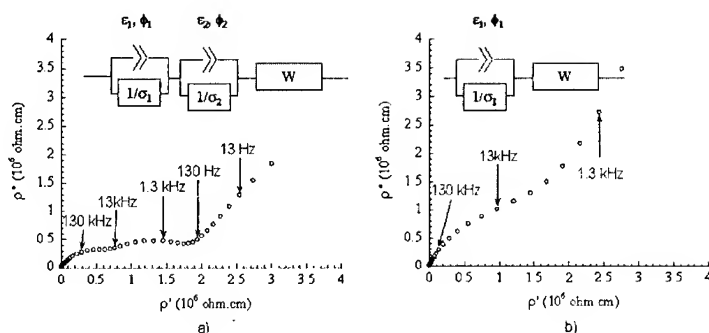 ε₁, ϕ₁
ε₂, ϕ₂
1/σ₁
1/σ₂
W
4
3.5
3
2.5
2
1.5
1
0.5
0
ρ" (10⁶ ohm.cm)
130 kHz
13kHz
1.3 kHz
130 Hz
13 Hz
0 0.5 1 1.5 2 2.5 3 3.5 4
ρ' (10⁶ ohm.cm)
a)
ε₁, ϕ₁
1/σ₁
W
4
3.5
3
2.5
2
1.5
1
0.5
0
ρ" (10⁶ ohm.cm)
130 kHz
13kHz
1.3 kHz
0 0.5 1 1.5 2 2.5 3 3.5 4
ρ' (10⁶ ohm.cm)
b)